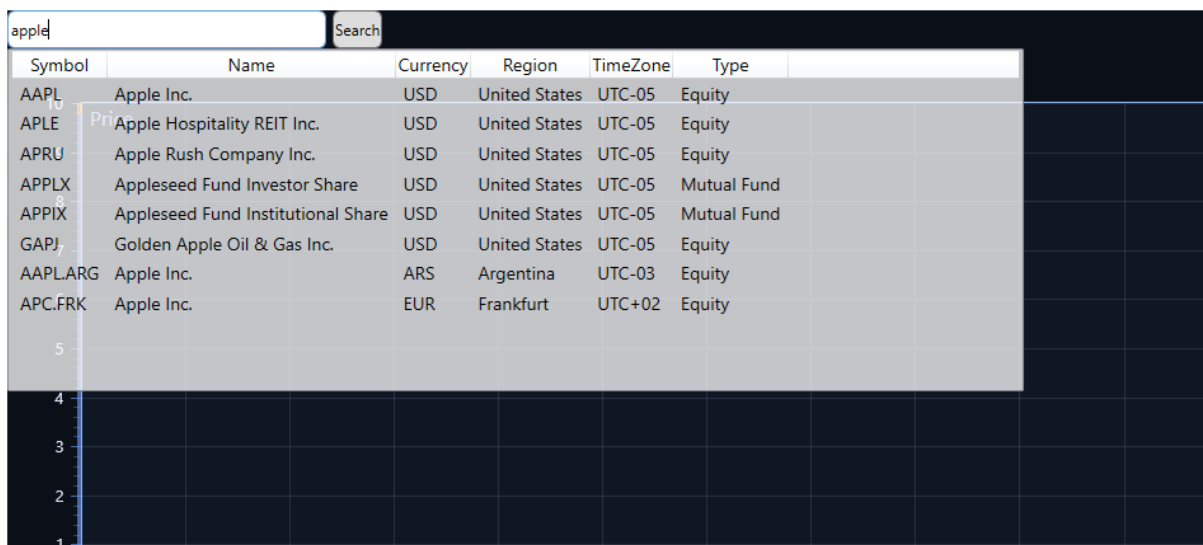 apple Search
Symbol Name Currency Region TimeZone Type
AAPL Apple Inc. USD United States UTC-05 Equity
10
Price
APLE Apple Hospitality REIT Inc. USD United States UTC-05 Equity
APRU Apple Rush Company Inc. USD United States UTC-05 Equity
APPLX Appleseed Fund Investor Share USD United States UTC-05 Mutual Fund
8
APPIX Appleseed Fund Institutional Share USD United States UTC-05 Mutual Fund
GAPJ Golden Apple Oil & Gas Inc. USD United States UTC-05 Equity
7
AAPL.ARG Apple Inc. ARS Argentina UTC-03 Equity
APC.FRK Apple Inc. EUR Frankfurt UTC+02 Equity
5
4
3
2
1